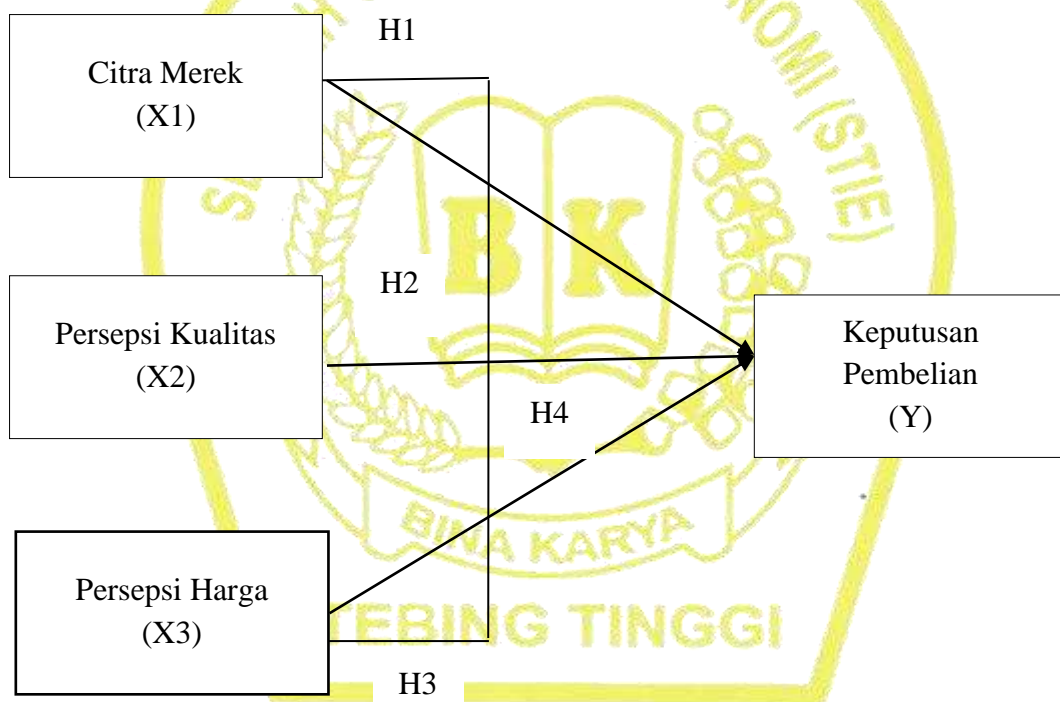 H1
Citra Merek
(X1)
H2
Persepsi Kualitas
(X2)
Keputusan
Pembelian
(Y)
H4
Persepsi Harga
(X3)
H3
(STIE)
B K
BINA KARYA
TEBING TINGGI